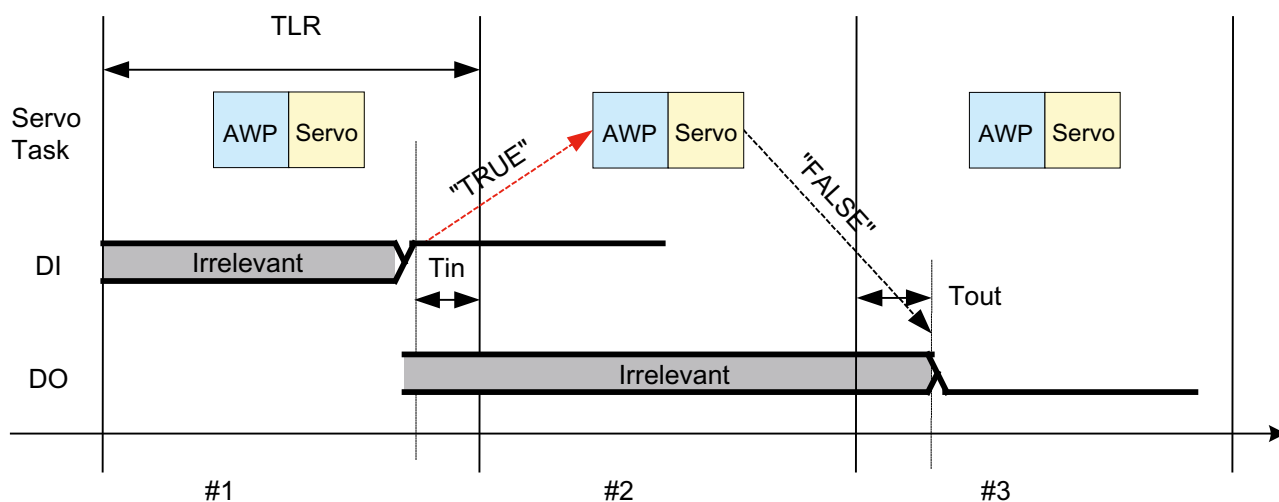 TLR
Servo
Task
AWP Servo
AWP Servo
AWP Servo
"TRUE"
"FALSE"
DI
Irrelevant
Tin
Tout
DO
Irrelevant
#1 #2 #3